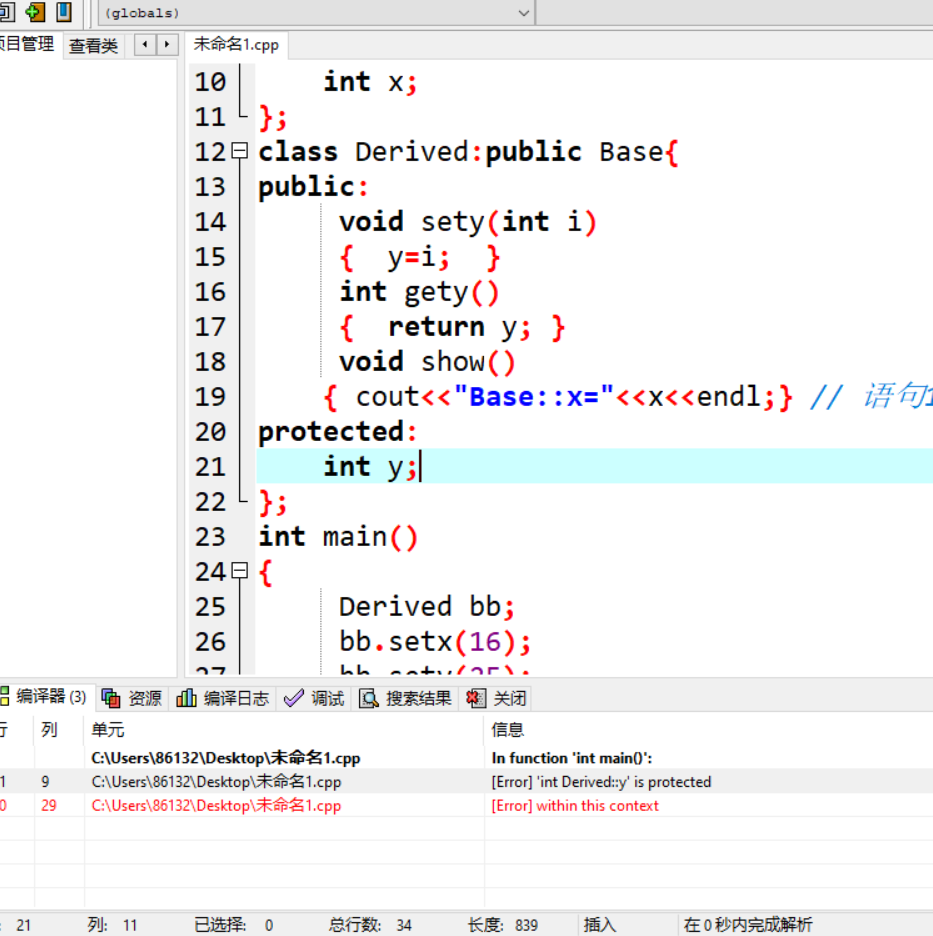 (globals)
项目管理 查看类 未命名1.cpp
10 int x;
11 };
12 class Derived:public Base{
13 public:
14 void sety(int i)
15 { y=i; }
16 int gety()
17 { return y; }
18 void show()
19 { cout<<"Base::x="<<x<<endl;} // 语句1
20 protected:
21 int y;
22 };
23 int main()
24 {
25 Derived bb;
26 bb.setx(16);
27 bb.sety(25);
编译器 (3) 资源 编译日志 调试 搜索结果 关闭
行 列 单元 信息
C:\Users\86132\Desktop\未命名1.cpp In function 'int main()':
1 9 C:\Users\86132\Desktop\未命名1.cpp [Error] 'int Derived::y' is protected
0 29 C:\Users\86132\Desktop\未命名1.cpp [Error] within this context
: 21 列: 11 已选择: 0 总行数: 34 长度: 839 插入 在 0 秒内完成解析